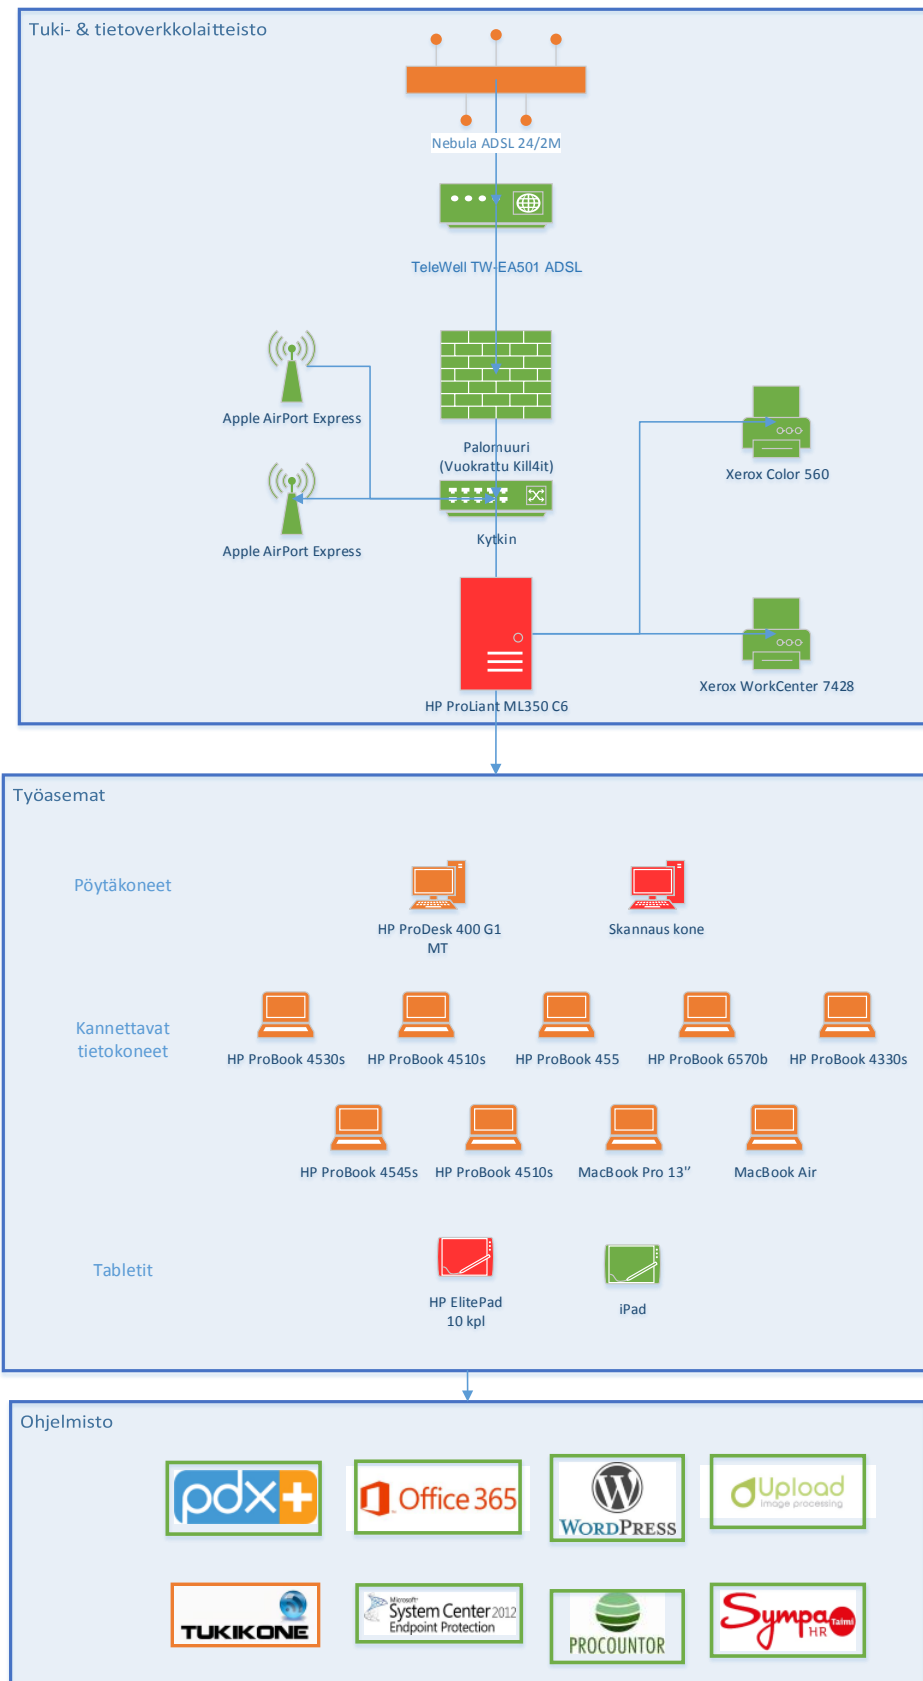 Tuki- & tietoverkkolaitteisto
Nebula ADSL 24/2M
TeleWell TW-EA501 ADSL
Apple AirPort Express
Palomuuri
(Vuokrattu Kill4it)
Xerox Color 560
Apple AirPort Express
Kytkin
Xerox WorkCenter 7428
HP ProLiant ML350 C6
Työasemat
Pöytäkoneet
HP ProDesk 400 G1
MT
Skannaus kone
Kannettavat
tietokoneet
HP ProBook 4530s
HP ProBook 4510s
HP ProBook 455
HP ProBook 6570b
HP ProBook 4330s
HP ProBook 4545s
HP ProBook 4510s
MacBook Pro 13''
MacBook Air
Tabletit
HP ElitePad
10 kpl
iPad
Ohjelmisto
pdx+
Office 365
WORDPRESS
Upload
image processing
TUKIKONE
Microsoft
System Center 2012
Endpoint Protection
PROCOUNTOR
Sympa
HR
Taimi